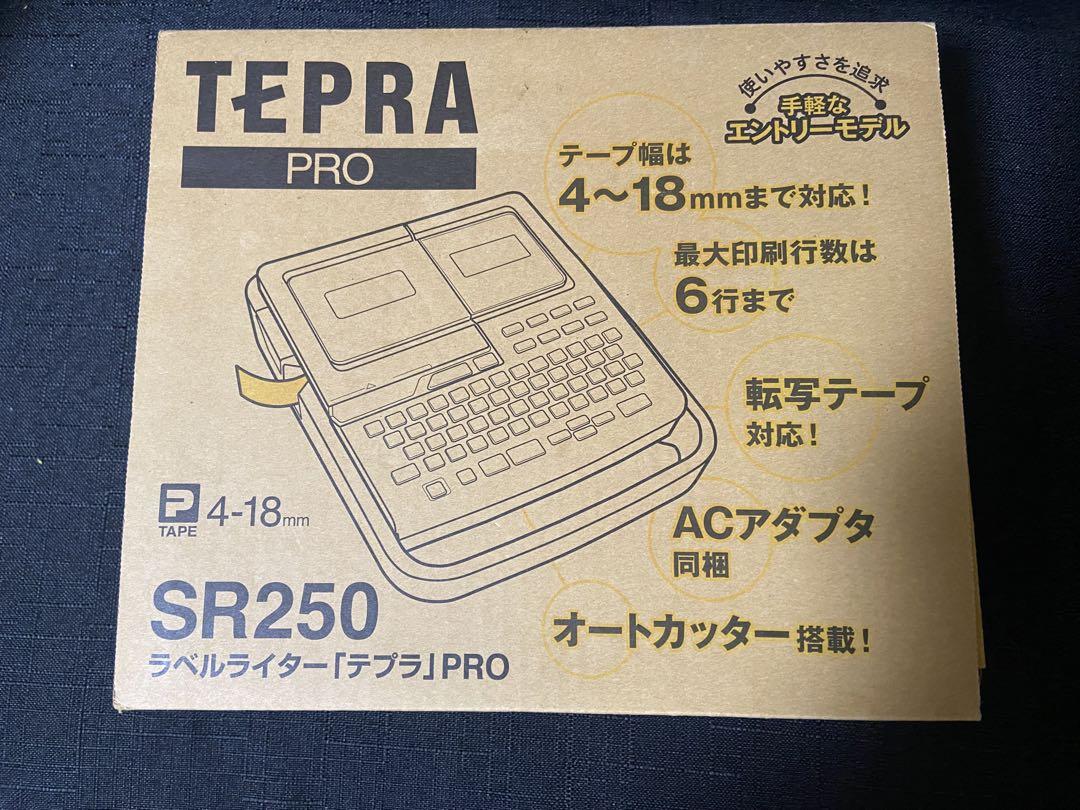 TEPRA
PRO
使いやすさを追求
手軽な
エントリーモデル
テープ幅は
4～18mmまで対応！
最大印刷行数は
6行まで
転写テープ
対応！
ACアダプタ
同梱
オートカッター搭載！
TAPE 4-18mm
SR250
ラベルライター「テプラ」PRO